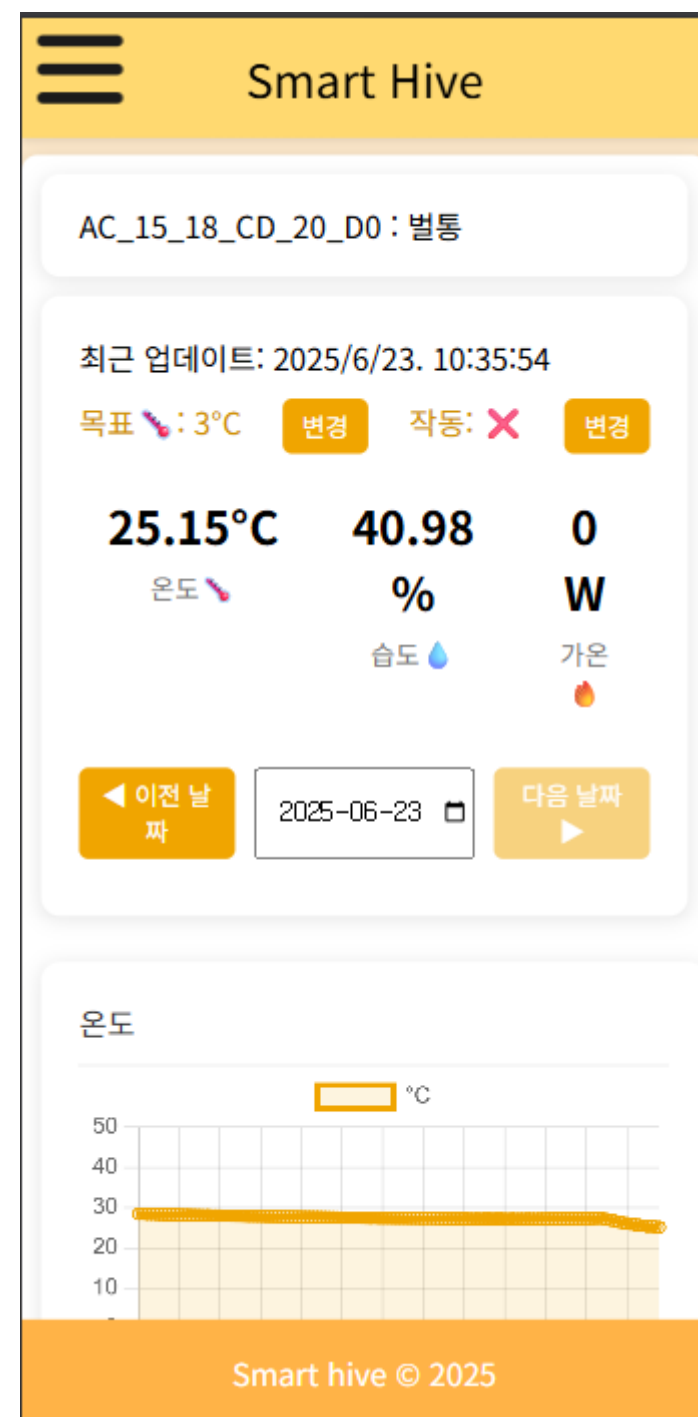 Smart Hive
AC_15_18_CD_20_D0 : 벌통
최근 업데이트: 2025/6/23. 10:35:54
목표 🌡️: 3°C 변경 작동: ❌ 변경
25.15°C 40.98 0
% W
온도🌡️ 습도💧 가온
🔥
◀ 이전 날 2025-06-23 다음 날짜
짜 ▶
온도
°C
50
40
30
20
10
Smart hive © 2025